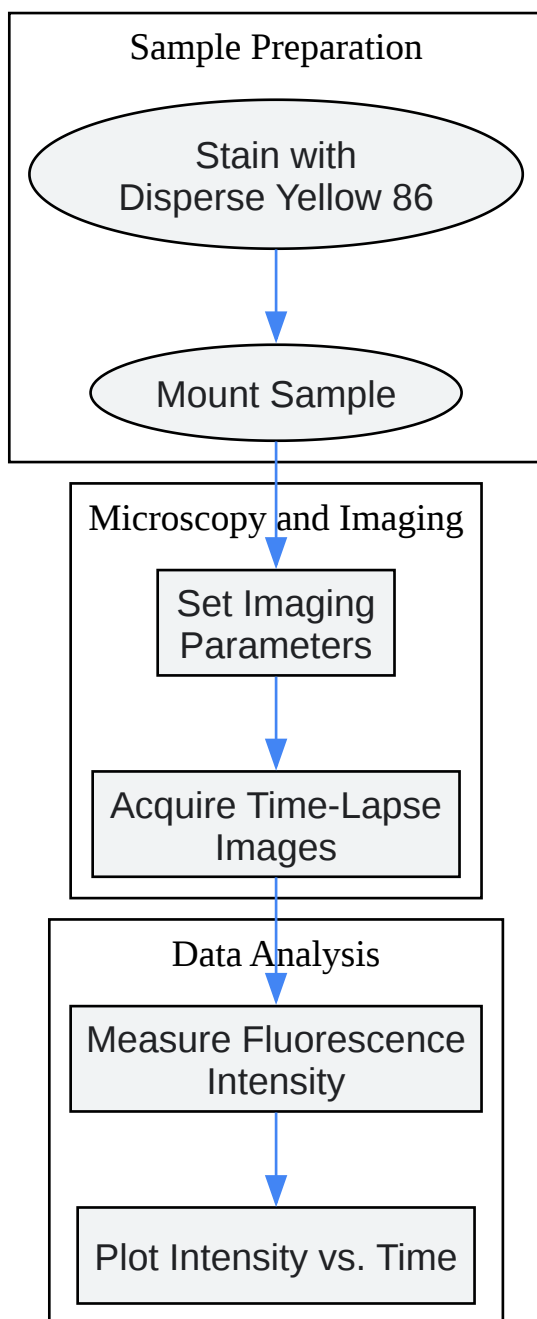 Sample Preparation
Stain with
Disperse Yellow 86
Mount Sample
Microscopy and Imaging
Set Imaging
Parameters
Acquire Time-Lapse
Images
Data Analysis
Measure Fluorescence
Intensity
Plot Intensity vs. Time